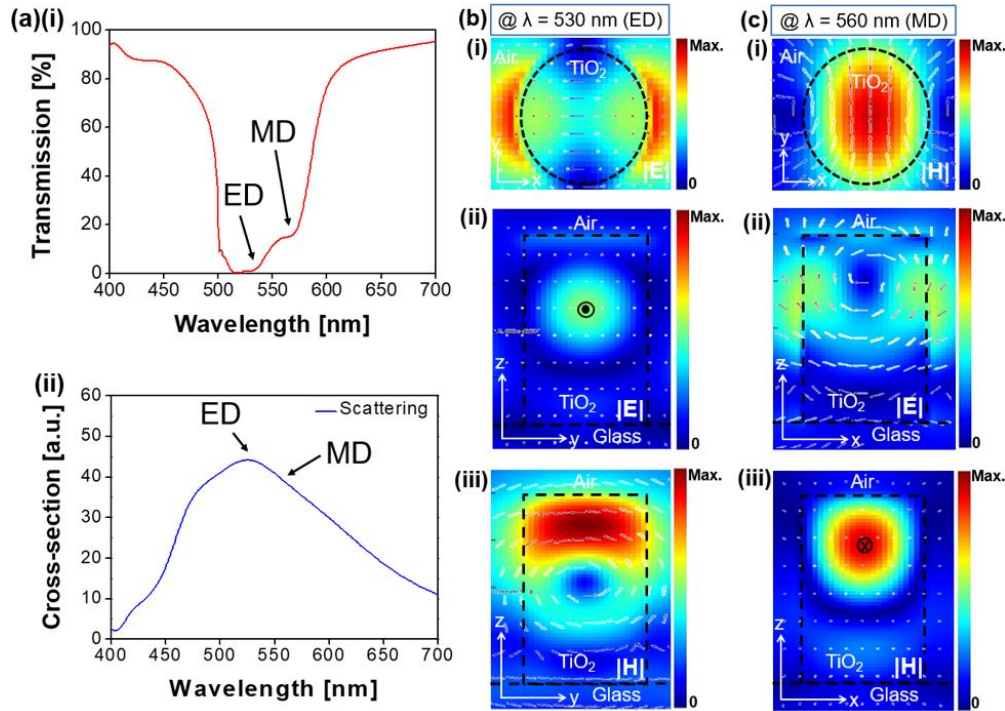 (a)(i)
Transmission [%]
100
80
60
40
20
0
ED
MD
400 450 500 550 600 650 700
Wavelength [nm]
(ii)
Cross-section [a.u.]
60
50
40
30
20
10
0
ED
MD
Scattering
400 450 500 550 600 650 700
Wavelength [nm]
(b) @ λ = 530 nm (ED)
(i)
Air
TiO2
y
x
|E|
Max.
0
(ii)
Air
z
TiO2
|E|
y
Glass
Max.
0
(iii)
Air
z
TiO2
|H|
y
Glass
Max.
0
(c) @ λ = 560 nm (MD)
(i)
Air
TiO2
y
x
|H|
Max.
0
(ii)
Air
z
TiO2
|E|
x
Glass
Max.
0
(iii)
Air
z
TiO2
|H|
x
Glass
Max.
0